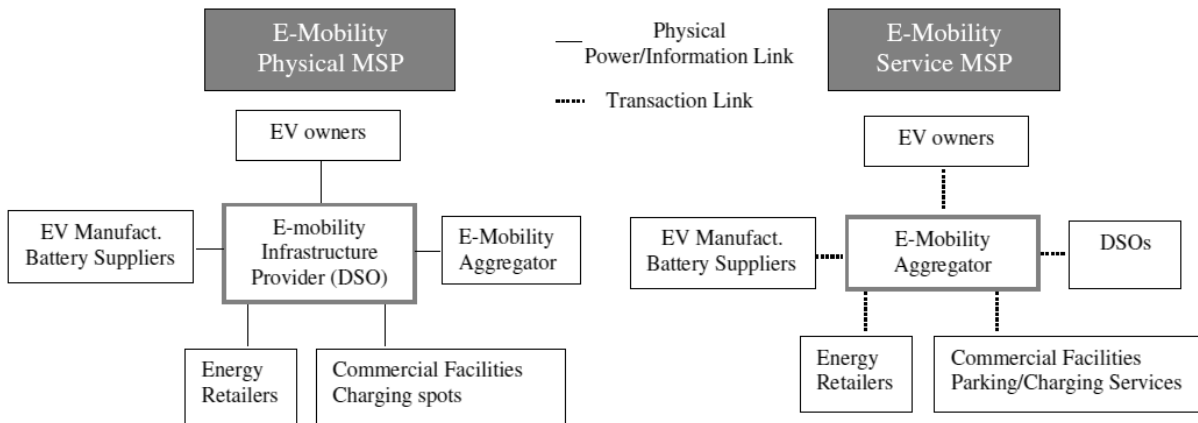 E-Mobility
Physical MSP
Physical
Power/Information Link
Transaction Link
E-Mobility
Service MSP
EV owners
EV Manufact.
Battery Suppliers
E-mobility
Infrastructure
Provider (DSO)
E-Mobility
Aggregator
Energy
Retailers
Commercial Facilities
Charging spots
EV owners
EV Manufact.
Battery Suppliers
E-Mobility
Aggregator
DSOs
Energy
Retailers
Commercial Facilities
Parking/Charging Services